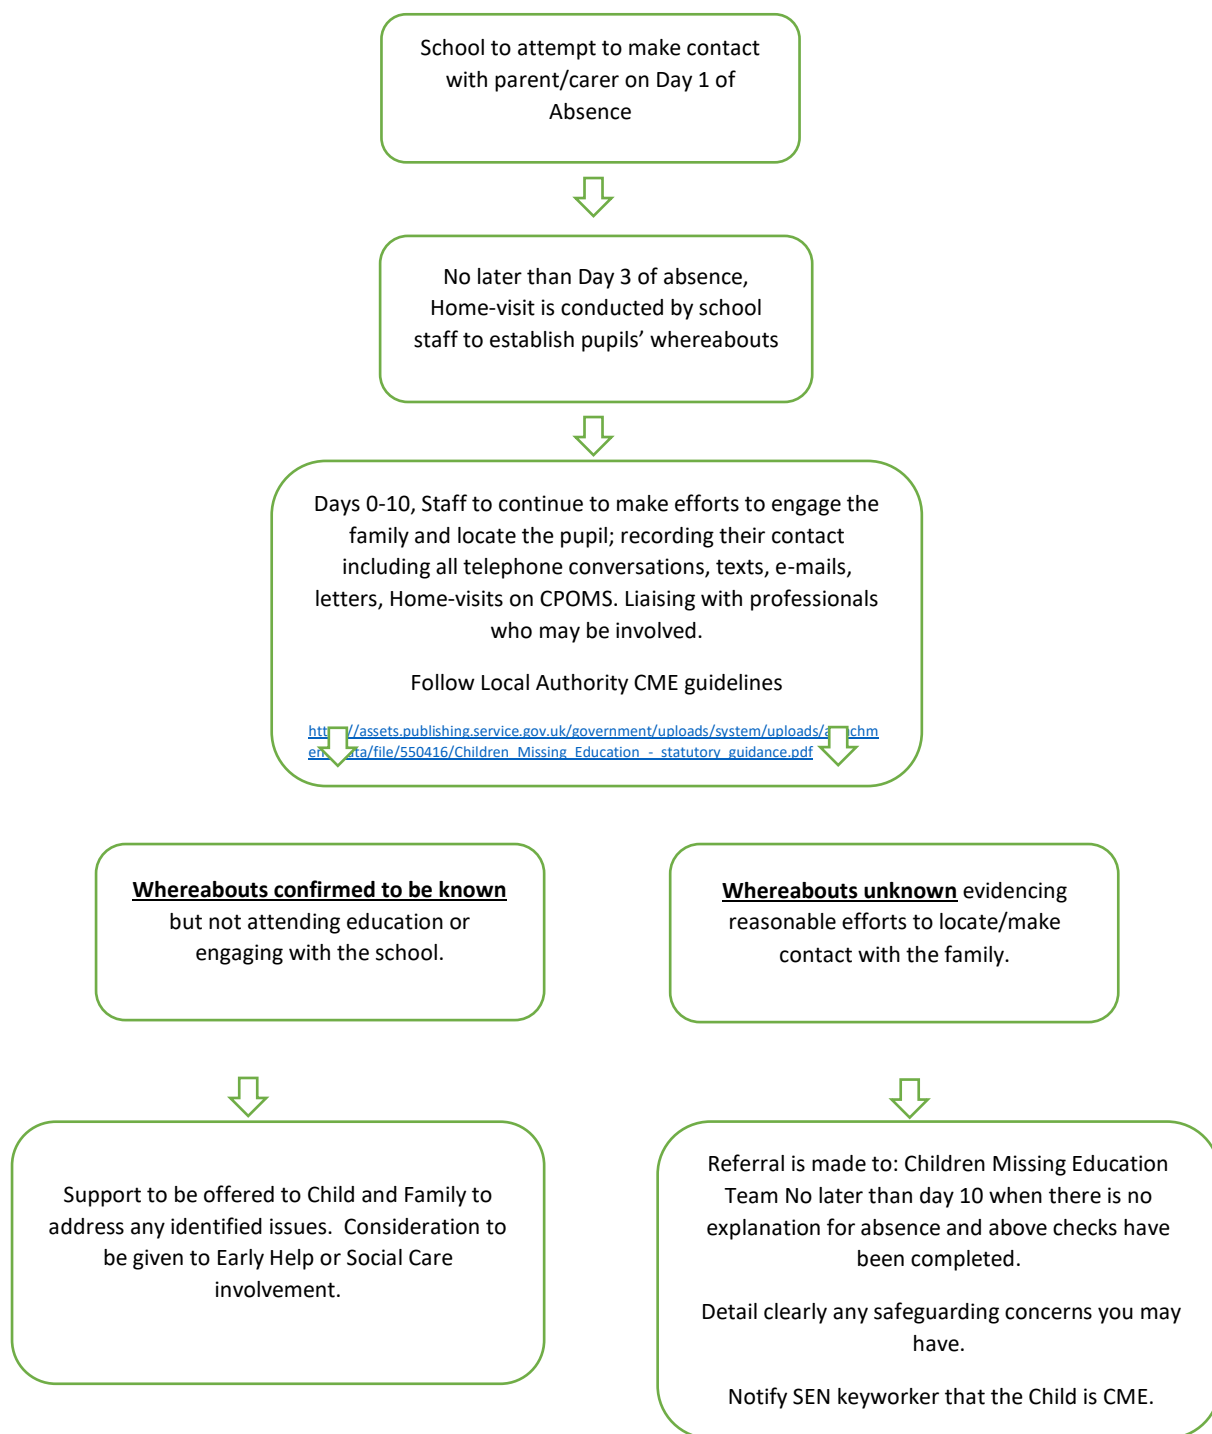 School to attempt to make contact
with parent/carer on Day 1 of
Absence
No later than Day 3 of absence,
Home-visit is conducted by school
staff to establish pupils’ whereabouts
Days 0-10, Staff to continue to make efforts to engage the
family and locate the pupil; recording their contact
including all telephone conversations, texts, e-mails,
letters, Home-visits on CPOMS. Liaising with professionals
who may be involved.
Follow Local Authority CME guidelines
//assets.publishing.service.gov.uk/government/uploads/system/uploads/
/file/550416/Children_Missing_Education_-_statutory_guidance.pdf
Whereabouts confirmed to be known
but not attending education or
engaging with the school.
Whereabouts unknown evidencing
reasonable efforts to locate/make
contact with the family.
Support to be offered to Child and Family to
address any identified issues.  Consideration to
be given to Early Help or Social Care
involvement.
Referral is made to: Children Missing Education
Team No later than day 10 when there is no
explanation for absence and above checks have
been completed.
Detail clearly any safeguarding concerns you may
have.
Notify SEN keyworker that the Child is CME.